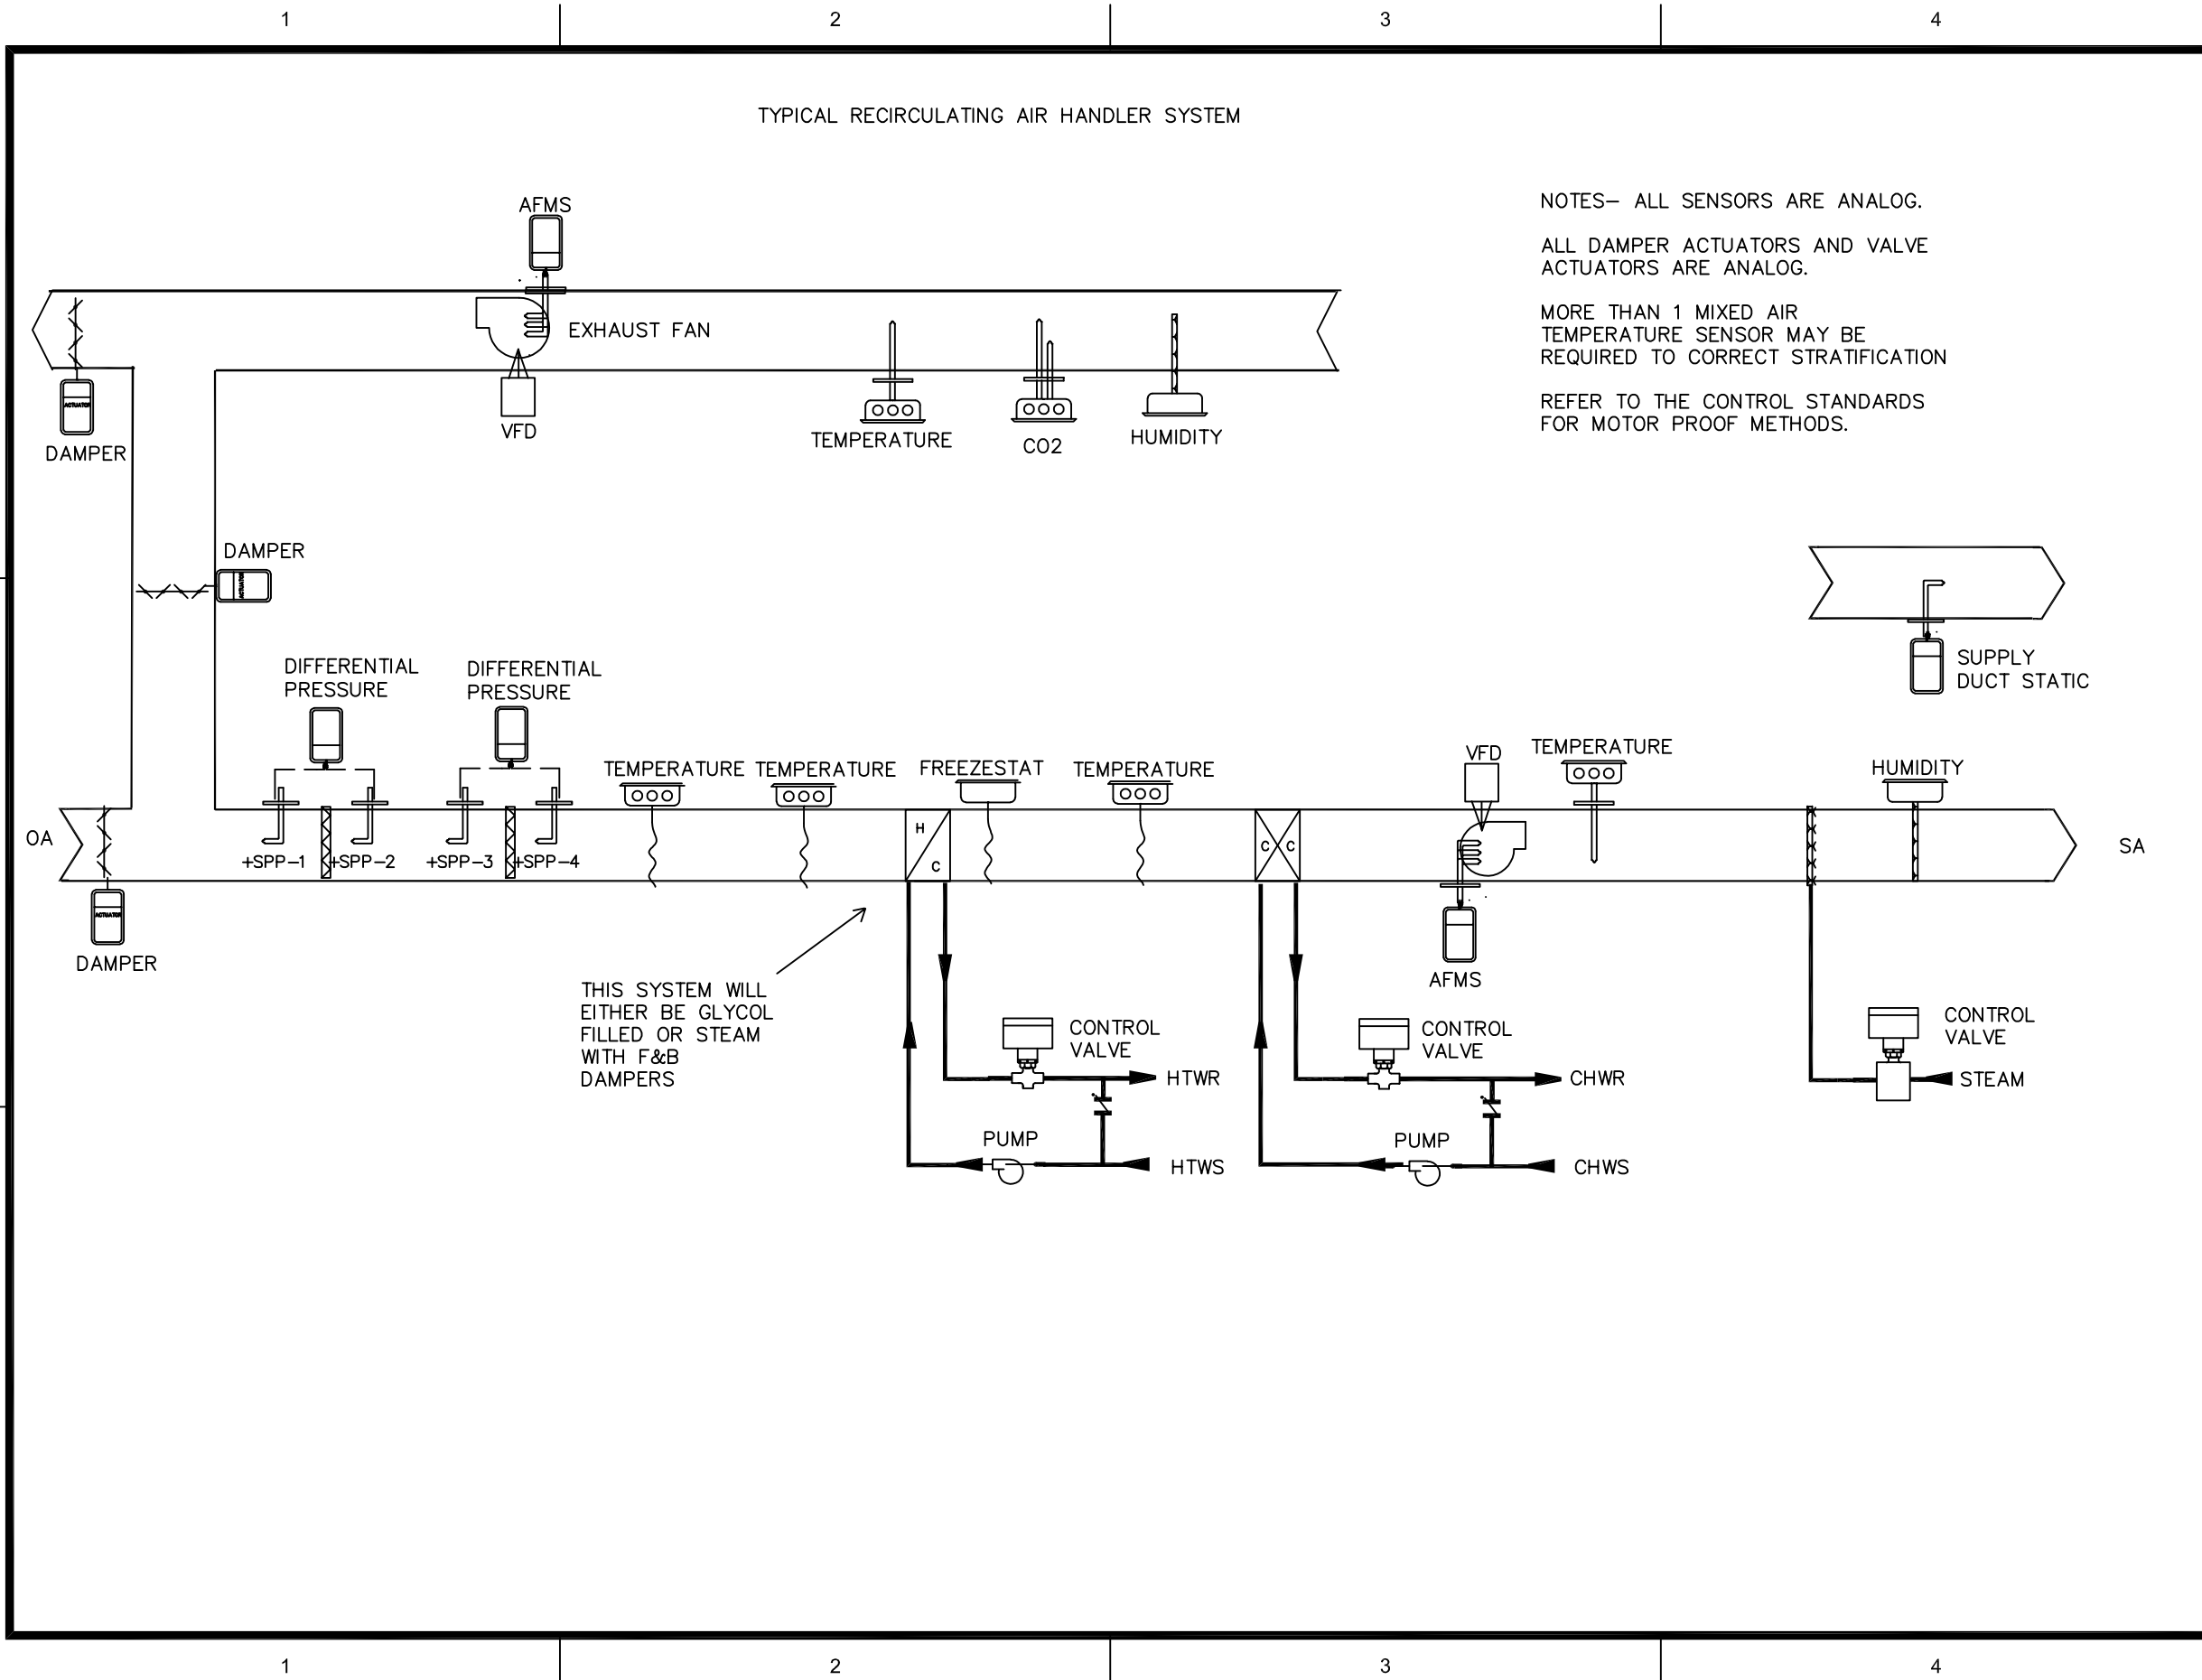 1
2
3
4
TYPICAL RECIRCULATING AIR HANDLER SYSTEM
NOTES– ALL SENSORS ARE ANALOG.
ALL DAMPER ACTUATORS AND VALVE
ACTUATORS ARE ANALOG.
MORE THAN 1 MIXED AIR
TEMPERATURE SENSOR MAY BE
REQUIRED TO CORRECT STRATIFICATION
REFER TO THE CONTROL STANDARDS
FOR MOTOR PROOF METHODS.
AFMS
EXHAUST FAN
VFD
ACTUATOR
DAMPER
TEMPERATURE
CO2
HUMIDITY
DAMPER
ACTUATOR
SUPPLY
DUCT STATIC
DIFFERENTIAL
PRESSURE
DIFFERENTIAL
PRESSURE
TEMPERATURE
TEMPERATURE
FREEZESTAT
TEMPERATURE
VFD
TEMPERATURE
HUMIDITY
OA
+SPP–1
+SPP–2
+SPP–3
+SPP–4
H
C
C C
SA
ACTUATOR
DAMPER
AFMS
THIS SYSTEM WILL
EITHER BE GLYCOL
FILLED OR STEAM
WITH F&B
DAMPERS
CONTROL
VALVE
HTWR
PUMP
HTWS
CONTROL
VALVE
CHWR
PUMP
CHWS
CONTROL
VALVE
STEAM
1
2
3
4